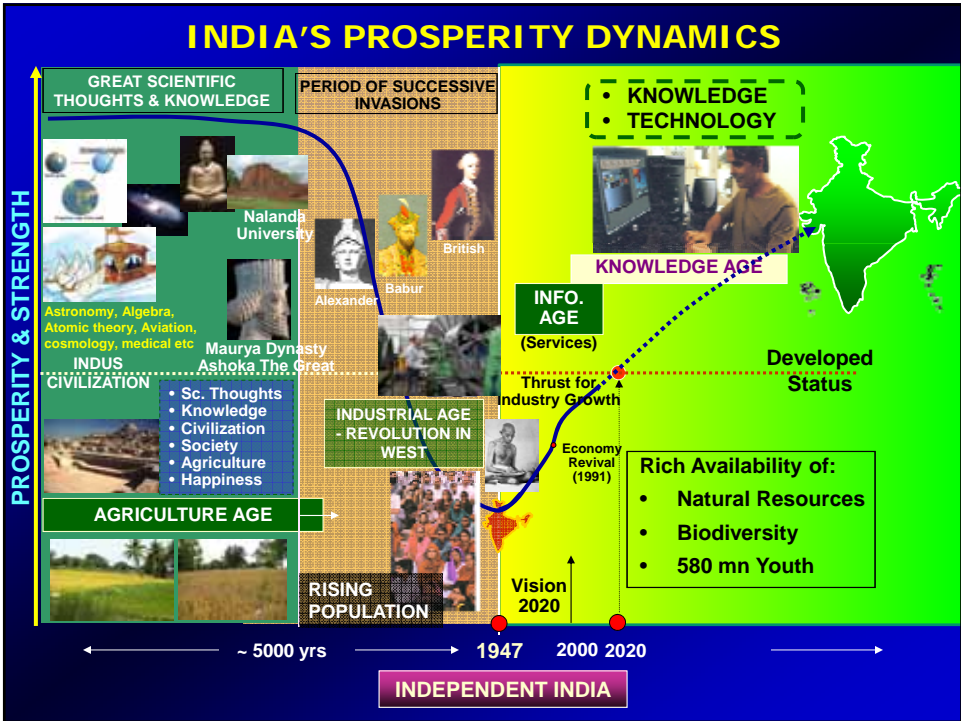 INDIA'S PROSPERITY DYNAMICS
PROSPERITY & STRENGTH
GREAT SCIENTIFIC
THOUGHTS & KNOWLEDGE
Nalanda
University
Astronomy, Algebra,
Atomic theory, Aviation,
cosmology, medical etc
Maurya Dynasty
Ashoka The Great
INDUS
CIVILIZATION
• Sc. Thoughts
• Knowledge
• Civilization
• Society
• Agriculture
• Happiness
AGRICULTURE AGE
PERIOD OF SUCCESSIVE
INVASIONS
Alexander
Babur
British
INDUSTRIAL AGE
- REVOLUTION IN
WEST
RISING
POPULATION
• KNOWLEDGE
• TECHNOLOGY
KNOWLEDGE AGE
INFO.
AGE
(Services)
Thrust for
Industry Growth
Developed
Status
Economy
Revival
(1991)
Rich Availability of:
• Natural Resources
• Biodiversity
• 580 mn Youth
Vision
2020
~ 5000 yrs
1947
2000 2020
INDEPENDENT INDIA